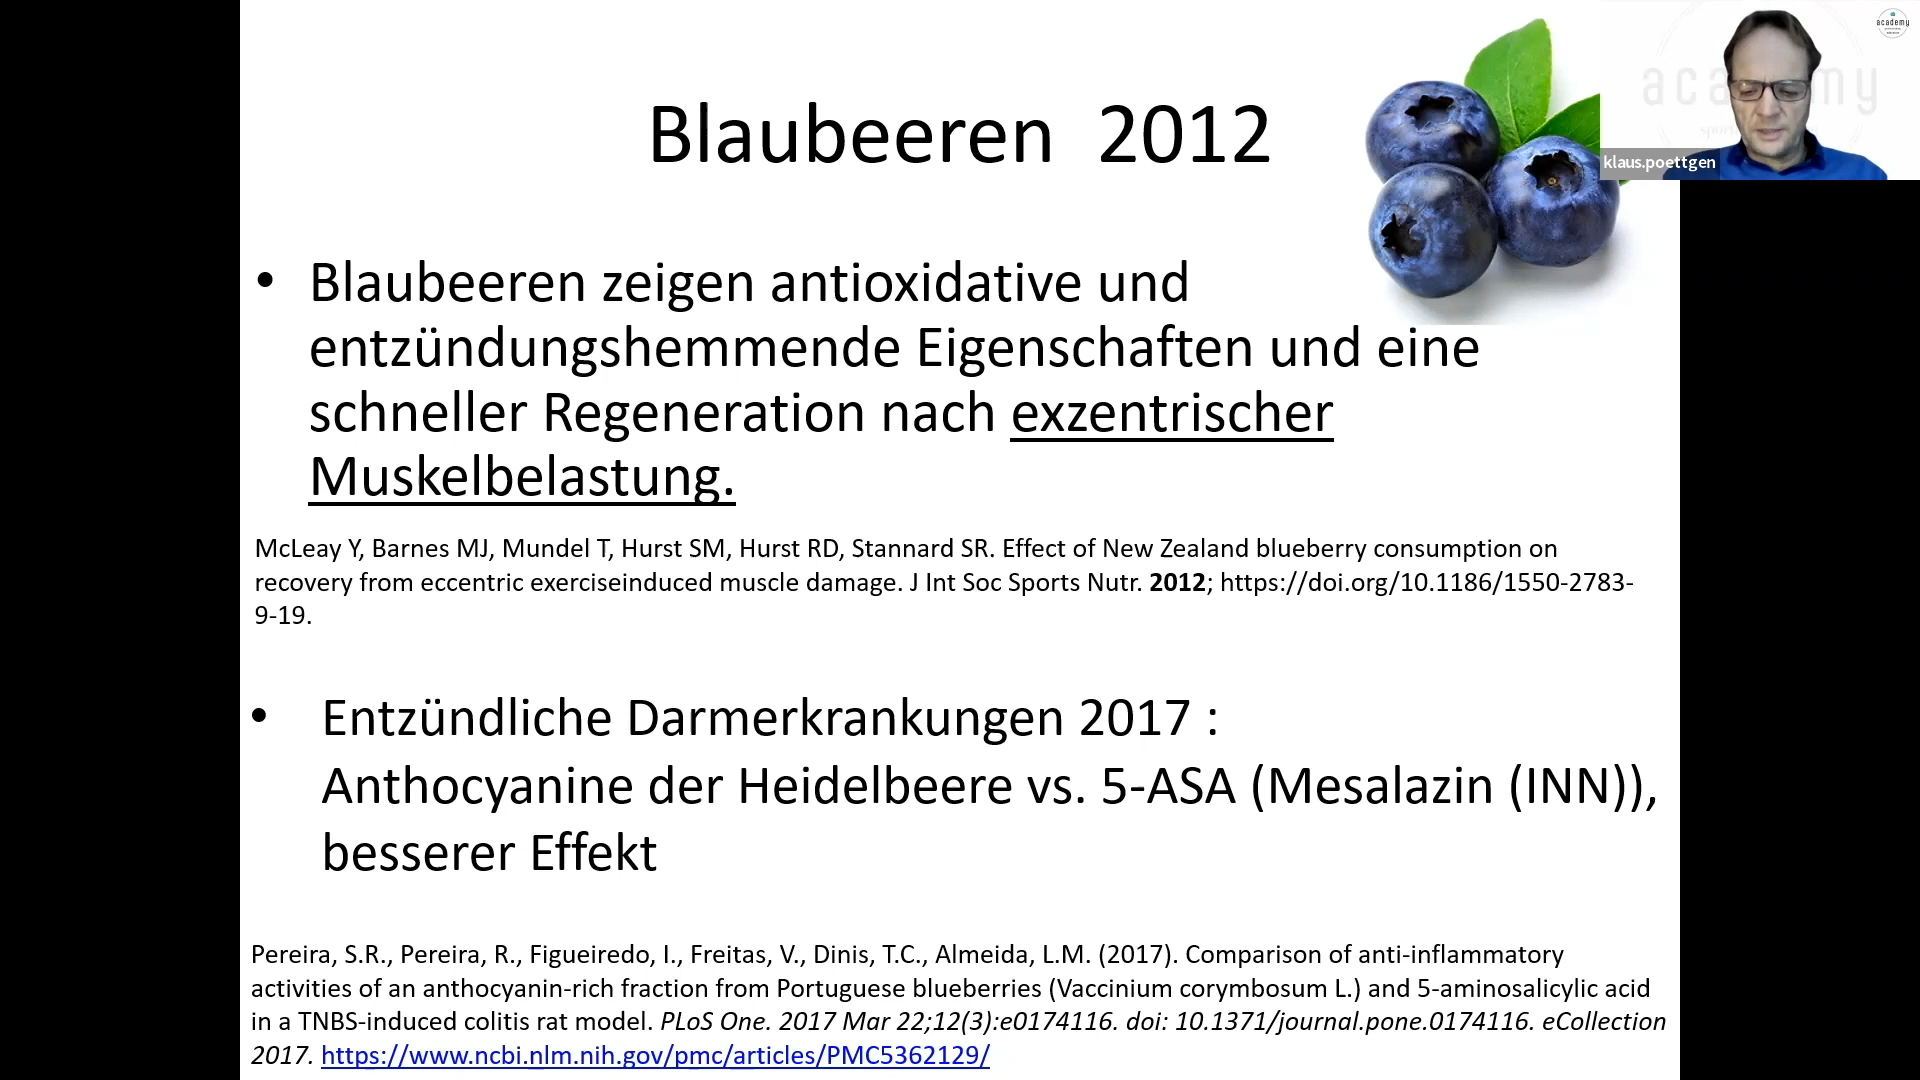 academy
academy
klaus.poettgen
Blaubeeren 2012
• Blaubeeren zeigen antioxidative und
entzündungshemmende Eigenschaften und eine
schneller Regeneration nach exzentrischer
Muskelbelastung.
McLeay Y, Barnes MJ, Mundel T, Hurst SM, Hurst RD, Stannard SR. Effect of New Zealand blueberry consumption on
recovery from eccentric exerciseinduced muscle damage. J Int Soc Sports Nutr. 2012; https://doi.org/10.1186/1550-2783-
9-19.
• Entzündliche Darmerkrankungen 2017 :
Anthocyanine der Heidelbeere vs. 5-ASA (Mesalazin (INN)),
besserer Effekt
Pereira, S.R., Pereira, R., Figueiredo, I., Freitas, V., Dinis, T.C., Almeida, L.M. (2017). Comparison of anti-inflammatory
activities of an anthocyanin-rich fraction from Portuguese blueberries (Vaccinium corymbosum L.) and 5-aminosalicylic acid
in a TNBS-induced colitis rat model. PLoS One. 2017 Mar 22;12(3):e0174116. doi: 10.1371/journal.pone.0174116. eCollection
2017. https://www.ncbi.nlm.nih.gov/pmc/articles/PMC5362129/